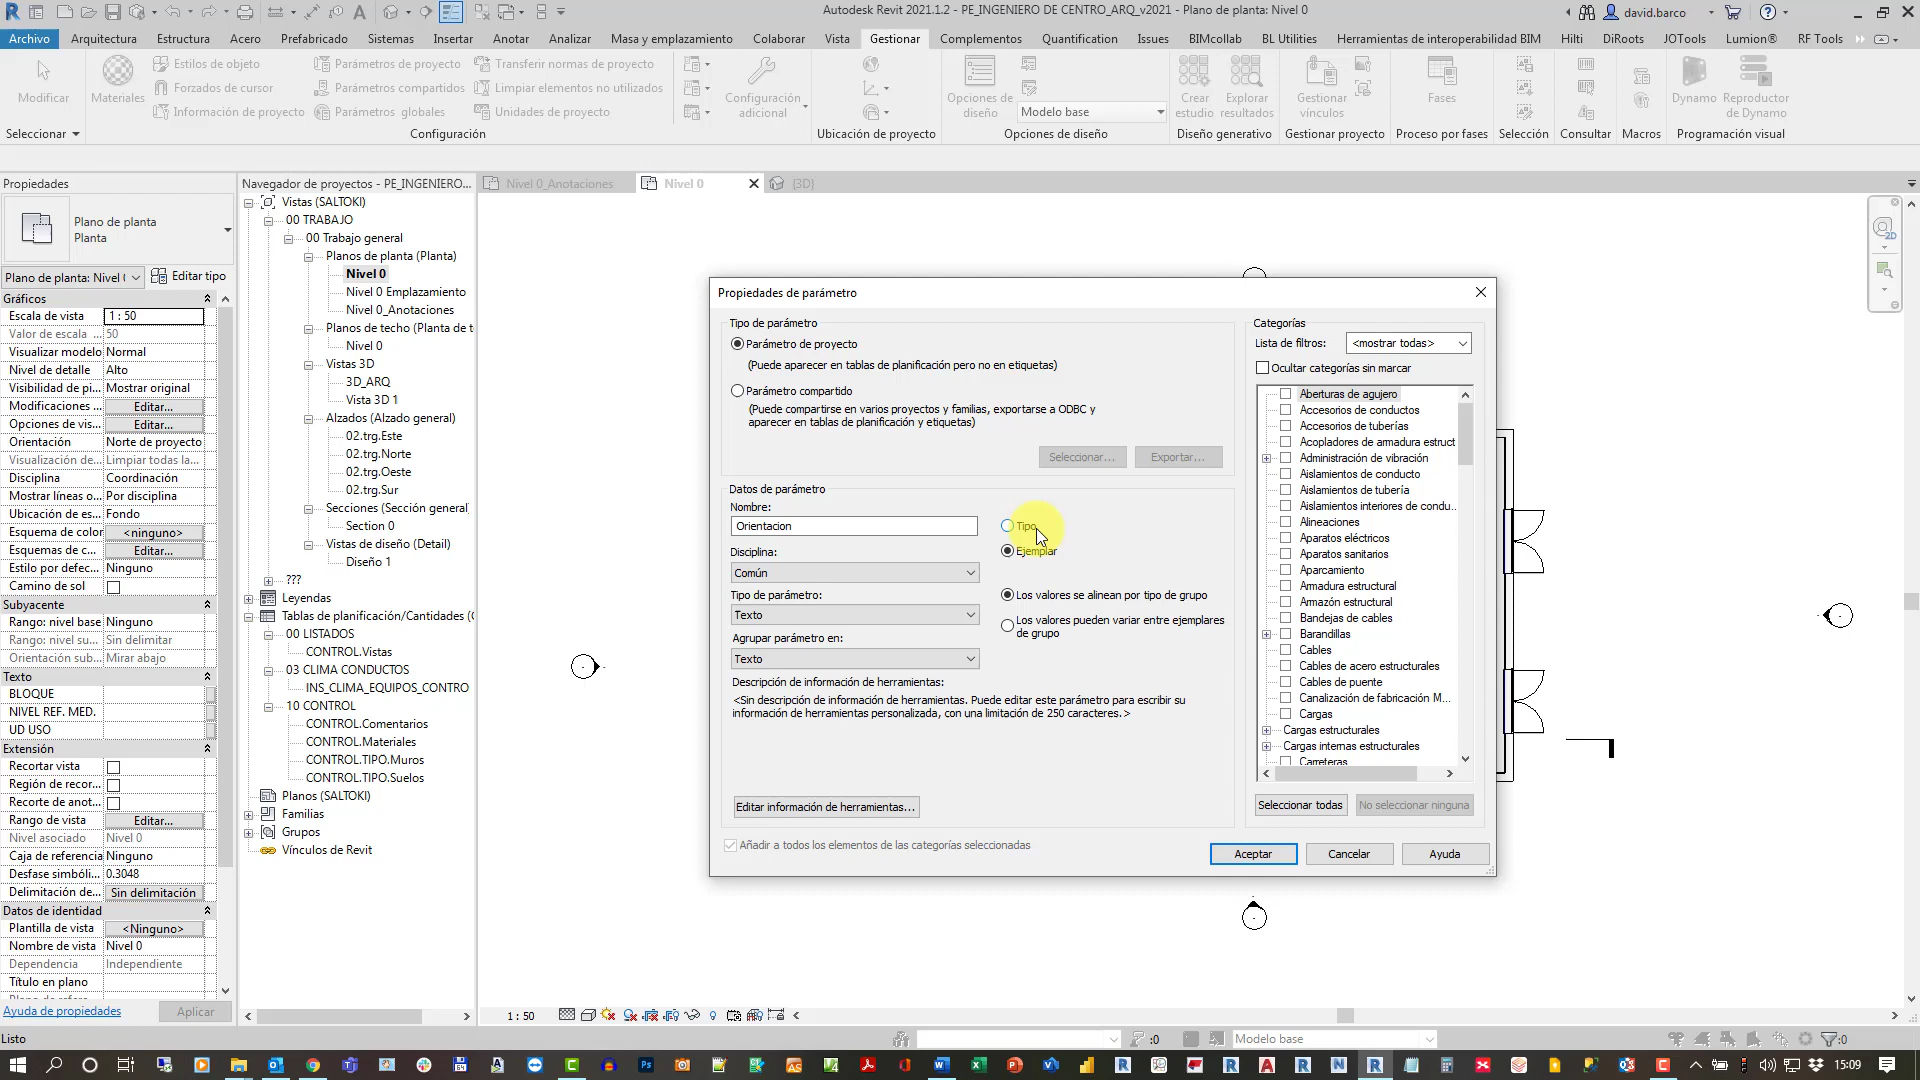 Autodesk Revit 2021.1.2 - PE_INGENIERO DE CENTRO_ARQ_v2021 - Plano de planta: Nivel 0
david.barco
Archivo Arquitectura Estructura Acero Prefabricado Sistemas Insertar Anotar Analizar Masa y emplazamiento Colaborar Vista Gestionar Complementos Quantification Issues BIMcollab BL Utilities Herramientas de interoperabilidad BIM Hilti DiRoots JOTools Lumion® RF Tools
Modificar
Materiales
Estilos de objeto
Forzados de cursor
Información de proyecto
Parámetros de proyecto
Parámetros compartidos
Parámetros globales
Transferir normas de proyecto
Limpiar elementos no utilizados
Unidades de proyecto
Configuración adicional
Opciones de diseño
Modelo base
Crear estudio
Explorar resultados
Gestionar vínculos
Fases
Dynamo
Reproductor de Dynamo
Seleccionar
Configuración
Ubicación de proyecto
Opciones de diseño
Diseño generativo
Gestionar proyecto
Proceso por fases
Selección
Consultar
Macros
Programación visual
Propiedades
Plano de planta
Planta
Plano de planta: Nivel (
Editar tipo
Gráficos
Escala de vista 1 : 50
Valor de escala ... 50
Visualizar modelo Normal
Nivel de detalle Alto
Visibilidad de pi... Mostrar original
Modificaciones ... Editar...
Opciones de vis... Editar...
Orientación Norte de proyecto
Visualización de... Limpiar todas la...
Disciplina Coordinación
Mostrar líneas o... Por disciplina
Ubicación de es... Fondo
Esquema de color <ninguno>
Esquemas de c... Editar...
Estilo por defec... Ninguno
Camino de sol
Subyacente
Rango: nivel base Ninguno
Rango: nivel su... Sin delimitar
Orientación sub... Mirar abajo
Texto
BLOQUE
NIVEL REF. MED.
UD USO
Extensión
Recortar vista
Región de recor...
Recorte de anot...
Rango de vista Editar...
Nivel asociado Nivel 0
Caja de referencia Ninguno
Desfase simbóli... 0.3048
Delimitación de... Sin delimitación
Datos de identidad
Plantilla de vista <Ninguno>
Nombre de vista Nivel 0
Dependencia Independiente
Título en plano
Ayuda de propiedades
Aplicar
Navegador de proyectos - PE_INGENIERO...
Vistas (SALTOKI)
00 TRABAJO
00 Trabajo general
Planos de planta (Planta)
Nivel 0
Nivel 0 Emplazamiento
Nivel 0_Anotaciones
Planos de techo (Planta de t
Nivel 0
Vistas 3D
3D_ARQ
Vista 3D 1
Alzados (Alzado general)
02.trg.Este
02.trg.Norte
02.trg.Oeste
02.trg.Sur
Secciones (Sección general
Section 0
Vistas de diseño (Detail)
Diseño 1
???
Leyendas
Tablas de planificación/Cantidades (
00 LISTADOS
CONTROL.Vistas
03 CLIMA CONDUCTOS
INS_CLIMA_EQUIPOS_CONTRO
10 CONTROL
CONTROL.Comentarios
CONTROL.Materiales
CONTROL.TIPO.Muros
CONTROL.TIPO.Suelos
Planos (SALTOKI)
Familias
Grupos
Vínculos de Revit
Nivel 0_Anotaciones
Nivel 0
{3D}
2D
Propiedades de parámetro
Tipo de parámetro
Parámetro de proyecto
(Puede aparecer en tablas de planificación pero no en etiquetas)
Parámetro compartido
(Puede compartirse en varios proyectos y familias, exportarse a ODBC y
aparecer en tablas de planificación y etiquetas)
Seleccionar... Exportar...
Datos de parámetro
Nombre:
Orientacion
Tipo
Disciplina:
Ejemplar
Común
Tipo de parámetro:
Los valores se alinean por tipo de grupo
Texto
Los valores pueden variar entre ejemplares
de grupo
Agrupar parámetro en:
Texto
Descripción de información de herramientas:
<Sin descripción de información de herramientas. Puede editar este parámetro para escribir su
información de herramientas personalizada, con una limitación de 250 caracteres.>
Editar información de herramientas...
Añadir a todos los elementos de las categorías seleccionadas
Categorías
Lista de filtros: <mostrar todas>
Ocultar categorías sin marcar
Aberturas de agujero
Accesorios de conductos
Accesorios de tuberías
Acopladores de armadura estruct
Administración de vibración
Aislamientos de conducto
Aislamientos de tubería
Aislamientos interiores de condu...
Alineaciones
Aparatos eléctricos
Aparatos sanitarios
Aparcamiento
Armadura estructural
Armazón estructural
Bandejas de cables
Barandillas
Cables
Cables de acero estructurales
Cables de puente
Canalización de fabricación M...
Cargas
Cargas estructurales
Cargas internas estructurales
Carreteras
Seleccionar todas No seleccionar ninguna
Aceptar Cancelar Ayuda
1 : 50
Listo
:0
Modelo base
:0
15:09